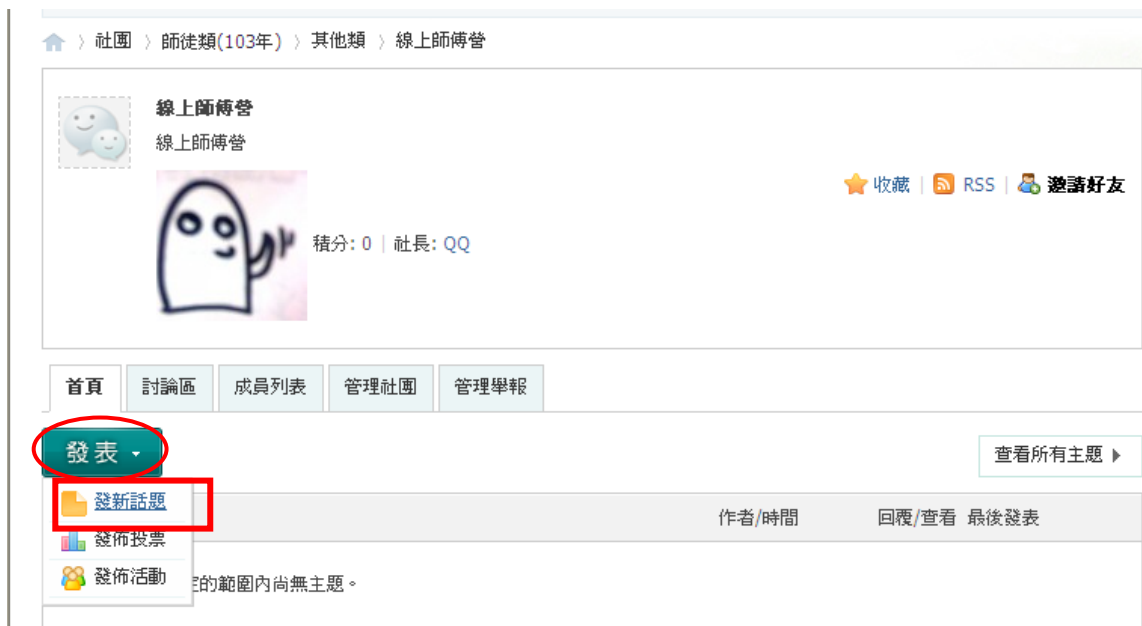 社團 〉 師徒類(103年) 〉 其他類 〉 線上師傅營
線上師傅營
線上師傅營
收藏 | RSS | 邀請好友
積分: 0 | 社長: QQ
首頁 討論區 成員列表 管理社團 管理舉報
發表
查看所有主題
發新話題
作者/時間 回覆/查看 最後發表
發佈投票
發佈活動
定的範圍內尚無主題。